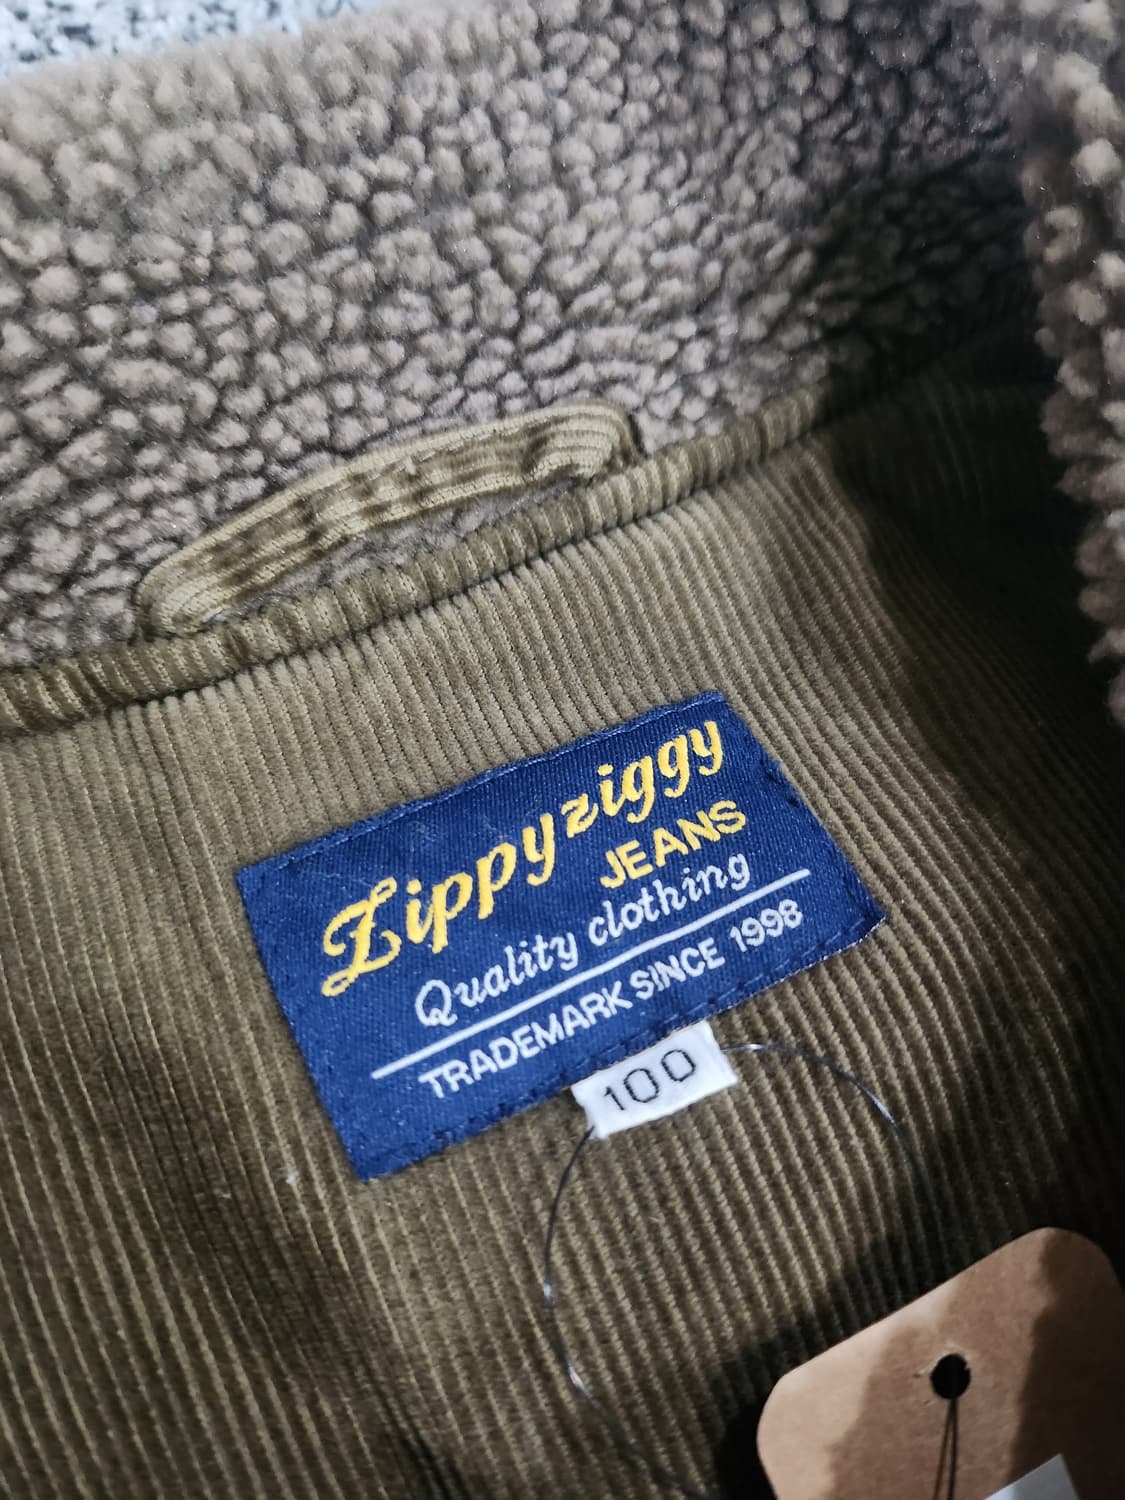 Zippyziggy
JEANS
Quality clothing
TRADEMARK SINCE 1998
100